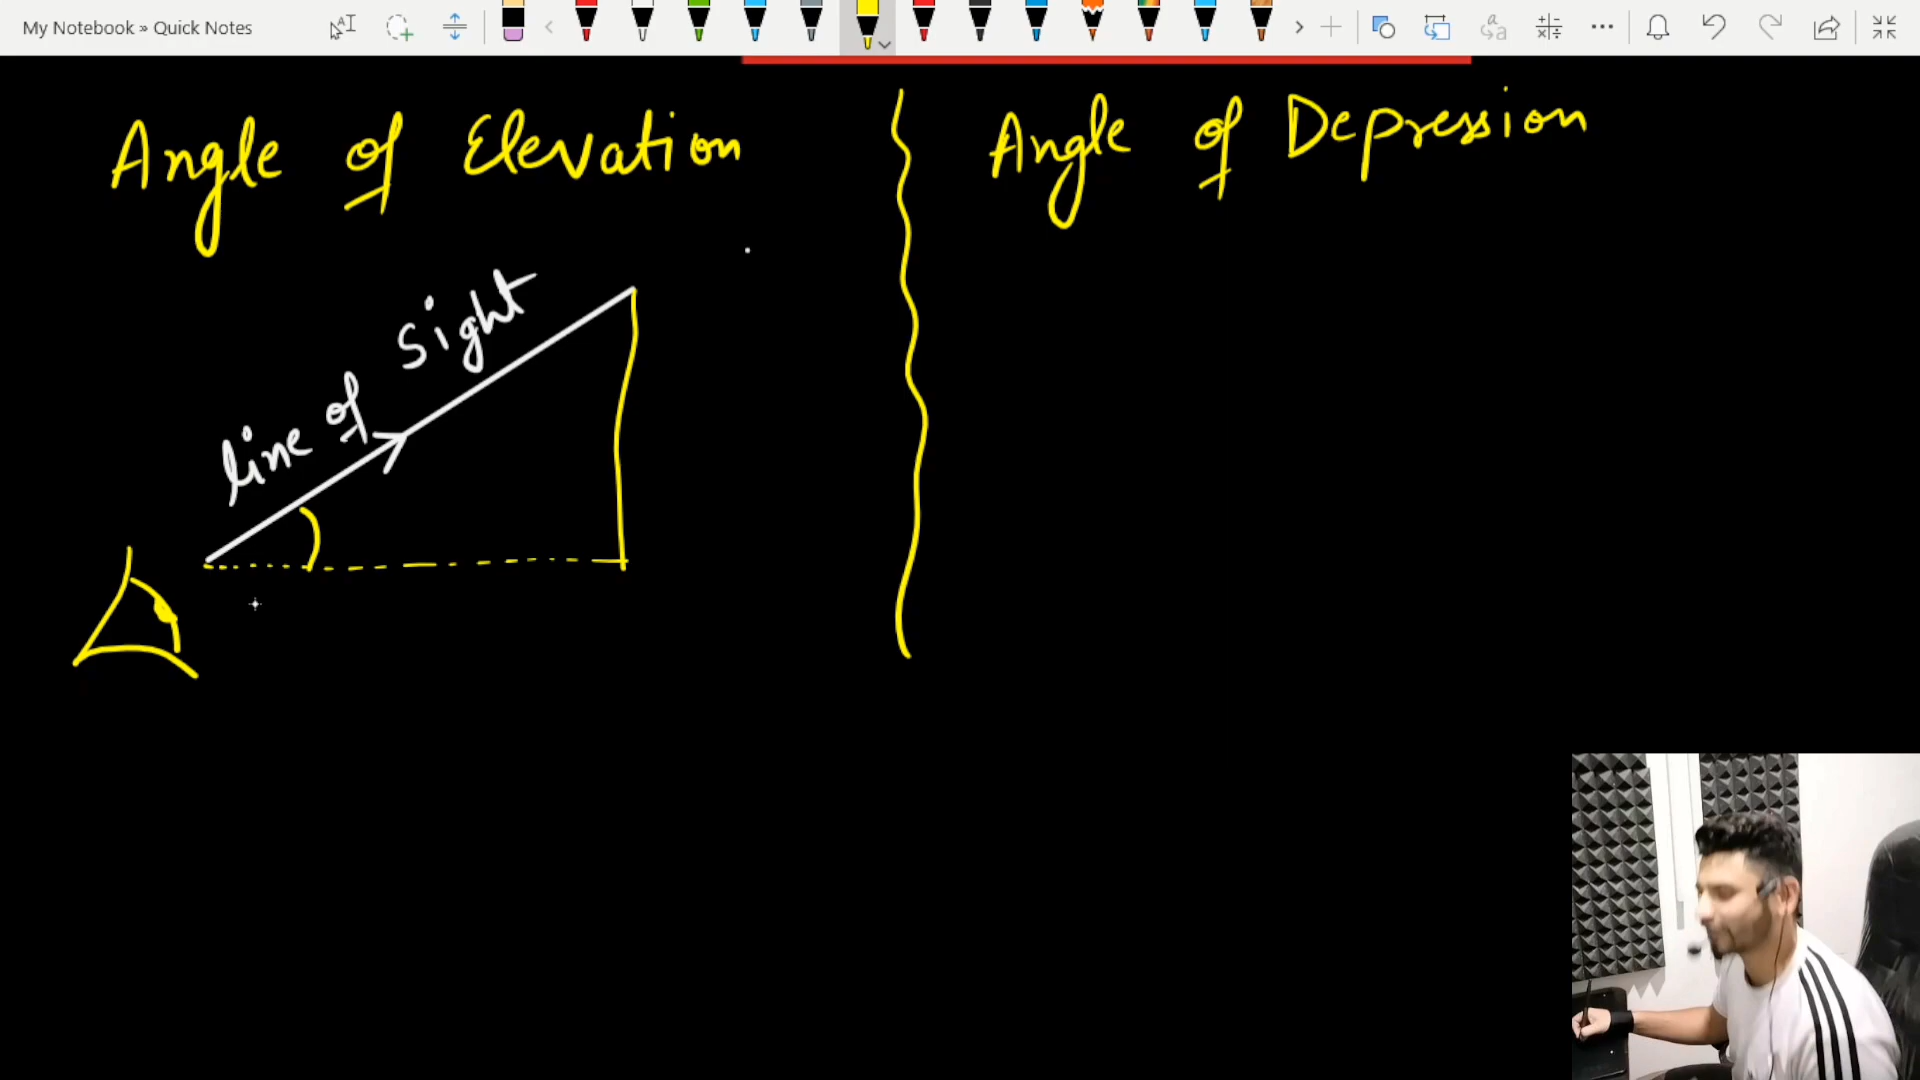 My Notebook » Quick Notes
Angle of Elevation
Angle of Depression
line of Sight